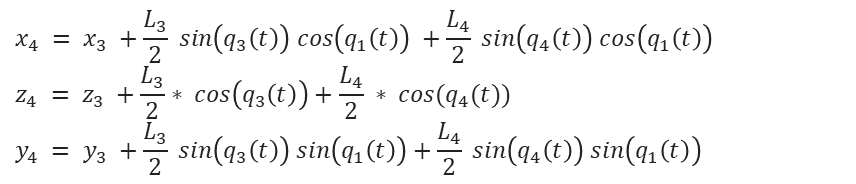 x₄ = x₃ + L₃/2 sin(q₃(t)) cos(q₁(t)) + L₄/2 sin(q₄(t)) cos(q₁(t))
z₄ = z₃ + L₃/2 * cos(q₃(t)) + L₄/2 * cos(q₄(t))
y₄ = y₃ + L₃/2 sin(q₃(t)) sin(q₁(t)) + L₄/2 sin(q₄(t)) sin(q₁(t))